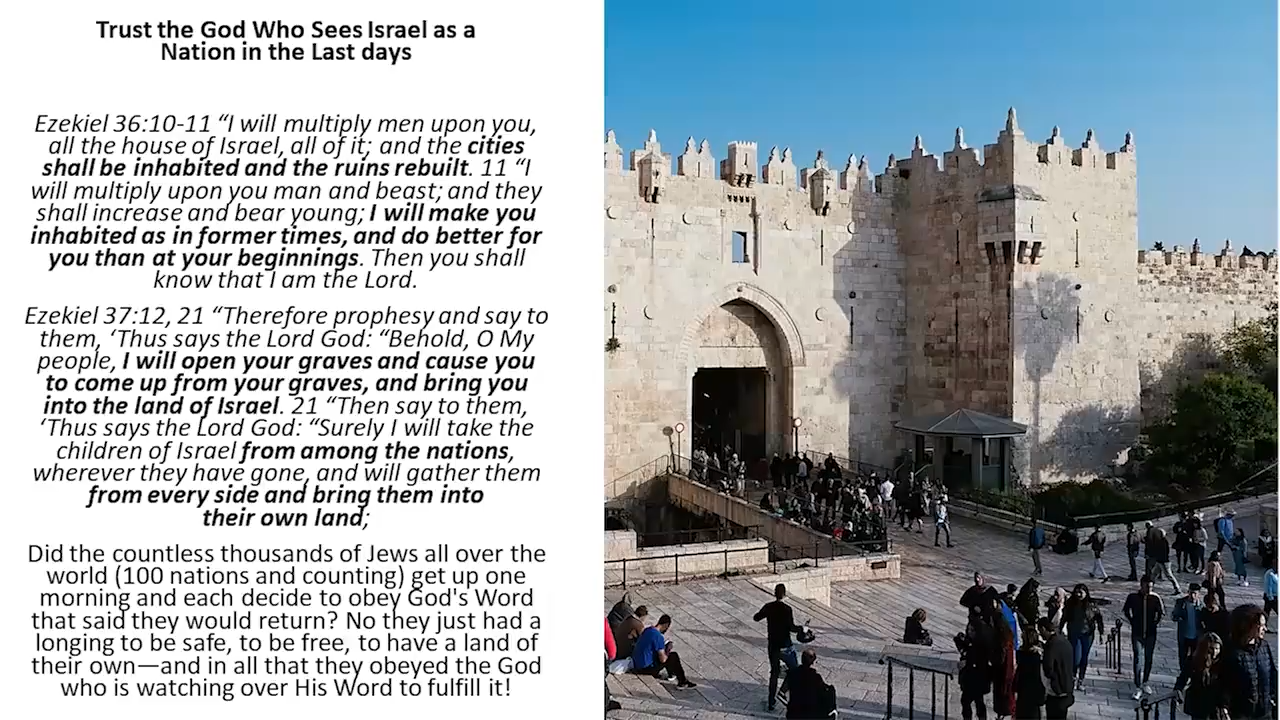 Trust the God Who Sees Israel as a
Nation in the Last days
Ezekiel 36:10-11 “I will multiply men upon you,
all the house of Israel, all of it; and the cities
shall be inhabited and the ruins rebuilt. 11 “I
will multiply upon you man and beast; and they
shall increase and bear young; I will make you
inhabited as in former times, and do better for
you than at your beginnings. Then you shall
know that I am the Lord.
Ezekiel 37:12, 21 “Therefore prophesy and say to
them, ‘Thus says the Lord God: “Behold, O My
people, I will open your graves and cause you
to come up from your graves, and bring you
into the land of Israel. 21 “Then say to them,
‘Thus says the Lord God: “Surely I will take the
children of Israel from among the nations,
wherever they have gone, and will gather them
from every side and bring them into
their own land;
Did the countless thousands of Jews all over the
world (100 nations and counting) get up one
morning and each decide to obey God's Word
that said they would return? No they just had a
longing to be safe, to be free, to have a land of
their own—and in all that they obeyed the God
who is watching over His Word to fulfill it!